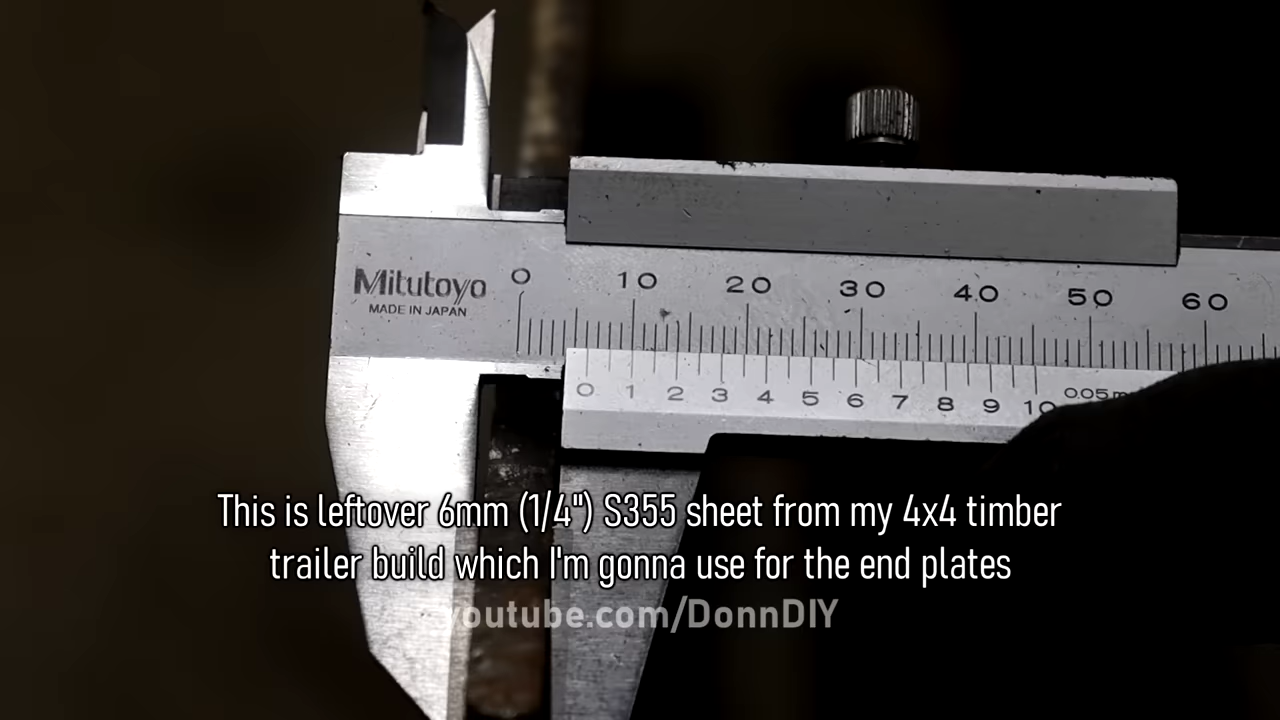 Mitutoyo
MADE IN JAPAN
0 10 20 30 40 50 60
0 1 2 3 4 5 6 7 8 9 10
This is leftover 6mm (1/4") S355 sheet from my 4x4 timber
trailer build which I'm gonna use for the end plates
youtube.com/DonnDIY